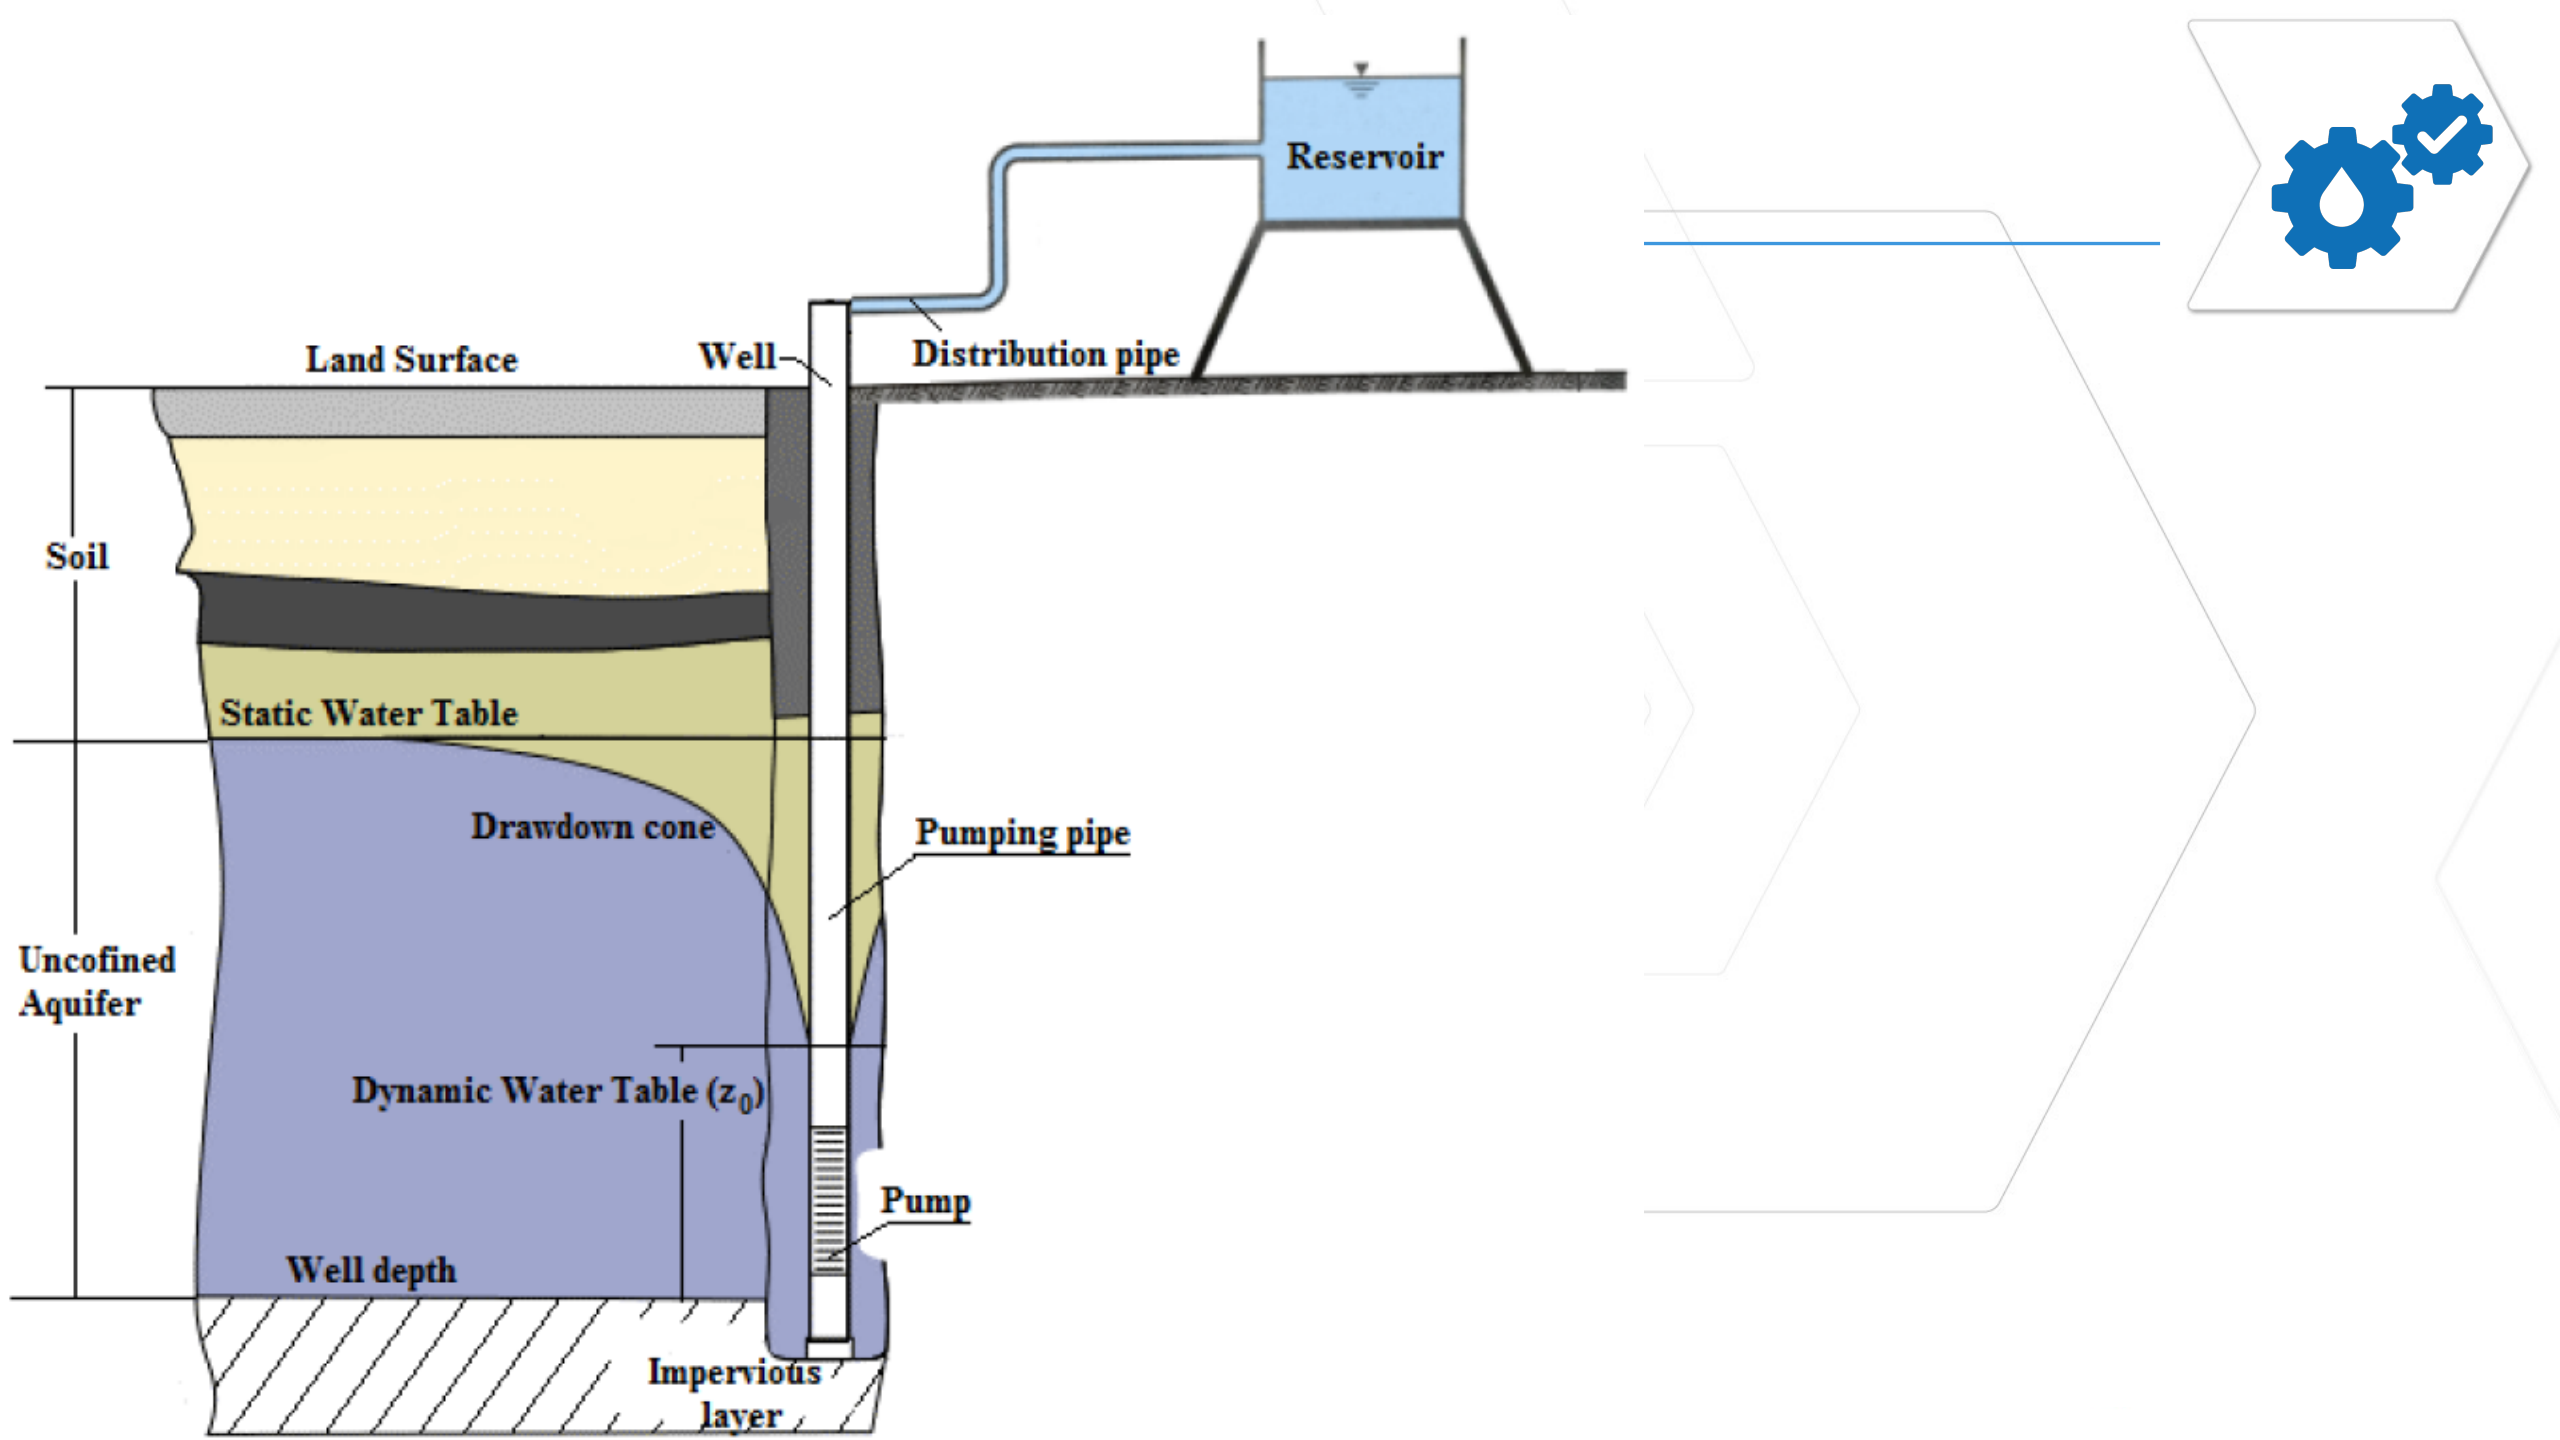 Reservoir
Land Surface
Well
Distribution pipe
Soil
Static Water Table
Drawdown cone
Pumping pipe
Uncofined
Aquifer
Dynamic Water Table (z0)
Pump
Well depth
Impervious
layer